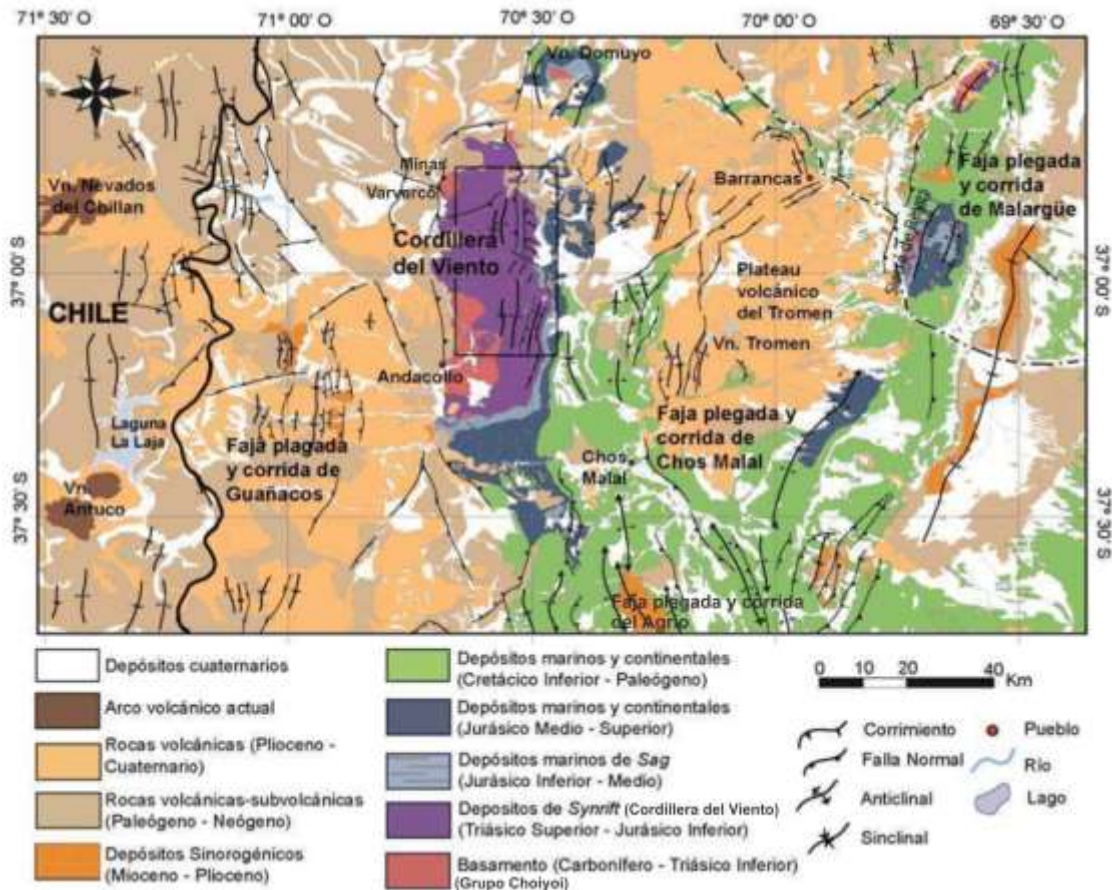 71° 30' O
71° 00' O
70° 30' O
70° 00' O
69° 30' O
N
E
Vn. Domuyo
Minas
Varvarco
Barrancas
Faja plegada
y corrida
de Malargüe
Vn. Nevados
del Chillan
Cordillera
del Viento
37° 00' S
37° 00' S
CHILE
Plateau
volcánico
del Tromen
Vn. Tromen
Andacollo
Laguna
La Laja
Faja plagada
y corrida de
Guañacos
Faja plegada y
corrida de
Chos Malal
Chos
Malal
Vn.
Antuco
37° 30' S
37° 30' S
Faja plegada y corrida
del Agrio
Depósitos cuaternarios
Arco volcánico actual
Rocas volcánicas (Plioceno -
Cuaternario)
Rocas volcánicas-subvolcánicas
(Paleógeno - Neógeno)
Depósitos Sinorogénicos
(Mioceno - Plioceno)
Depósitos marinos y continentales
(Cretácico Inferior - Paleógeno)
Depósitos marinos y continentales
(Jurásico Medio - Superior)
Depósitos marinos de Sag
(Jurásico Inferior - Medio)
Depositos de Synrift (Cordillera del Viento)
(Triásico Superior - Jurásico Inferior)
Basamento (Carbonífero - Triásico Inferior)
(Grupo Choiyoi)
0 10 20 40
Km
Corrimiento
Falla Normal
Anticlinal
Sinclinal
Pueblo
Río
Lago